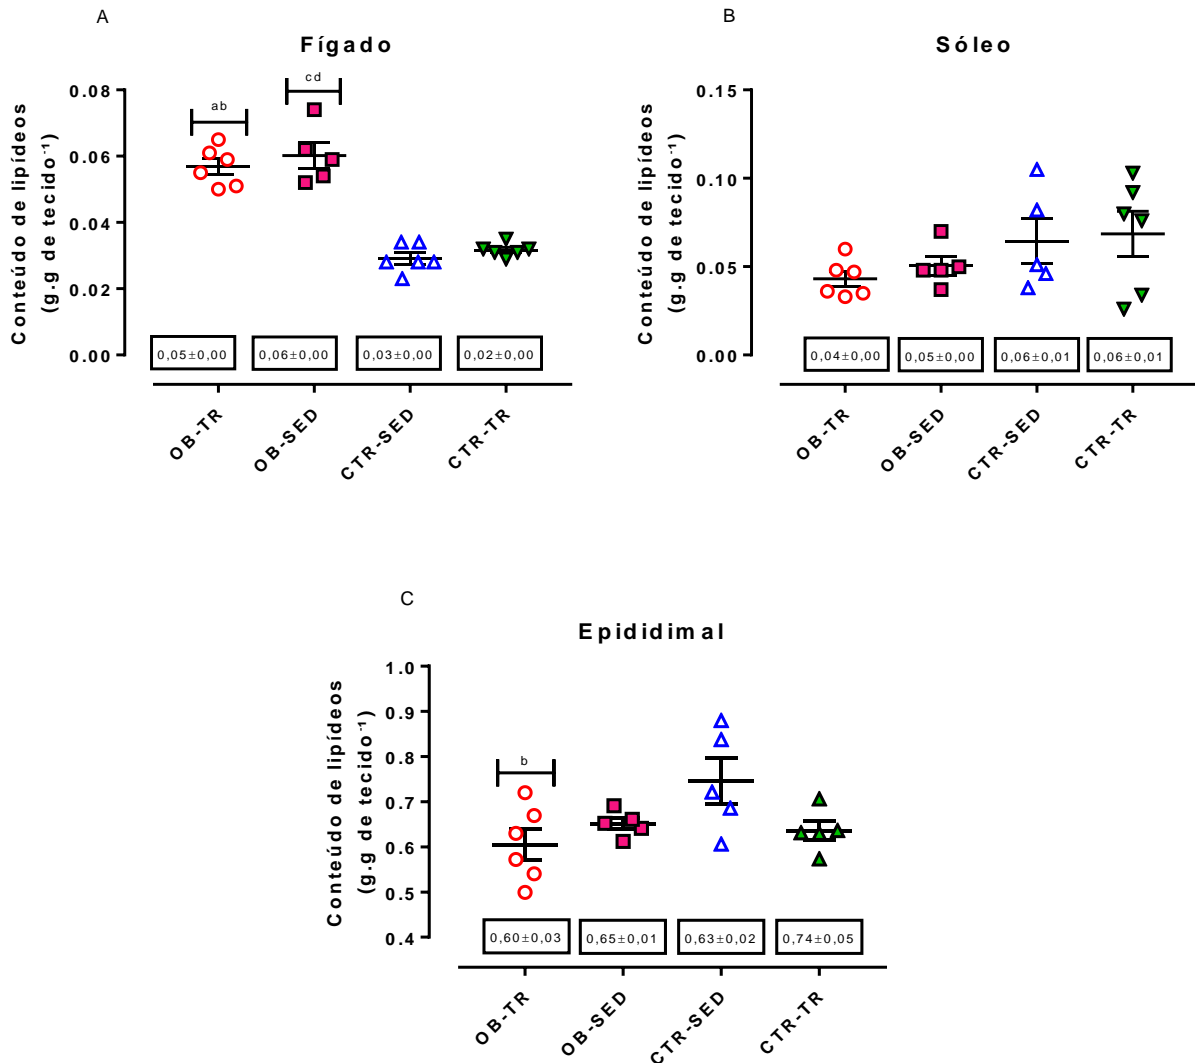 A
Fígado
Conteúdo de lipídeos
(g.g de tecido⁻¹)
0.08
0.06
0.04
0.02
0.00
ab
cd
0,05±0,00
0,06±0,00
0,03±0,00
0,02±0,00
OB-TR
OB-SED
CTR-SED
CTR-TR
B
Sóleo
Conteúdo de lipídeos
(g.g de tecido⁻¹)
0.15
0.10
0.05
0.00
0,04±0,00
0,05±0,00
0,06±0,01
0,06±0,01
OB-TR
OB-SED
CTR-SED
CTR-TR
C
Epididimal
Conteúdo de lipídeos
(g.g de tecido⁻¹)
1.0
0.9
0.8
0.7
0.6
0.5
0.4
b
0,60±0,03
0,65±0,01
0,63±0,02
0,74±0,05
OB-TR
OB-SED
CTR-SED
CTR-TR